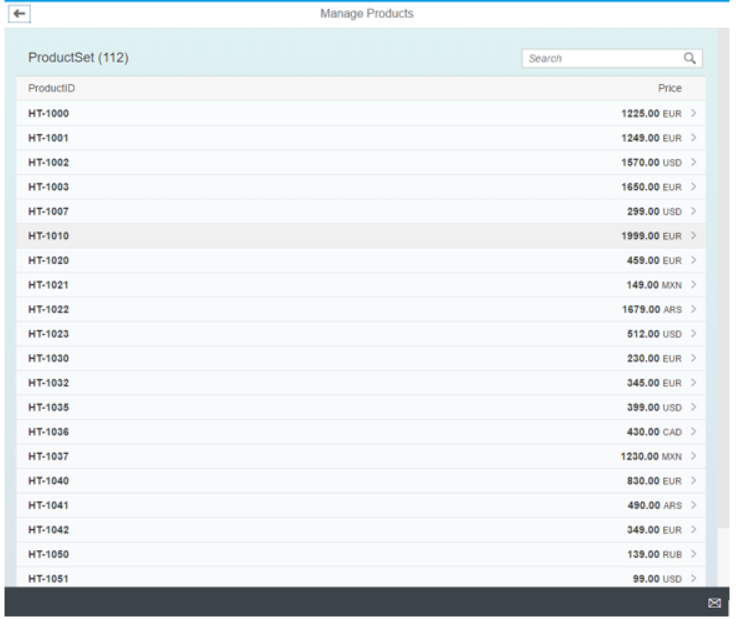 Manage Products
ProductSet (112)
Search
ProductID Price
HT-1000 1225.00 EUR
HT-1001 1249.00 EUR
HT-1002 1570.00 USD
HT-1003 1650.00 EUR
HT-1007 299.00 USD
HT-1010 1999.00 EUR
HT-1020 459.00 EUR
HT-1021 149.00 MXN
HT-1022 1679.00 ARS
HT-1023 512.00 USD
HT-1030 230.00 EUR
HT-1032 345.00 EUR
HT-1035 399.00 USD
HT-1036 430.00 CAD
HT-1037 1230.00 MXN
HT-1040 830.00 EUR
HT-1041 490.00 ARS
HT-1042 349.00 EUR
HT-1050 139.00 RUB
HT-1051 99.00 USD